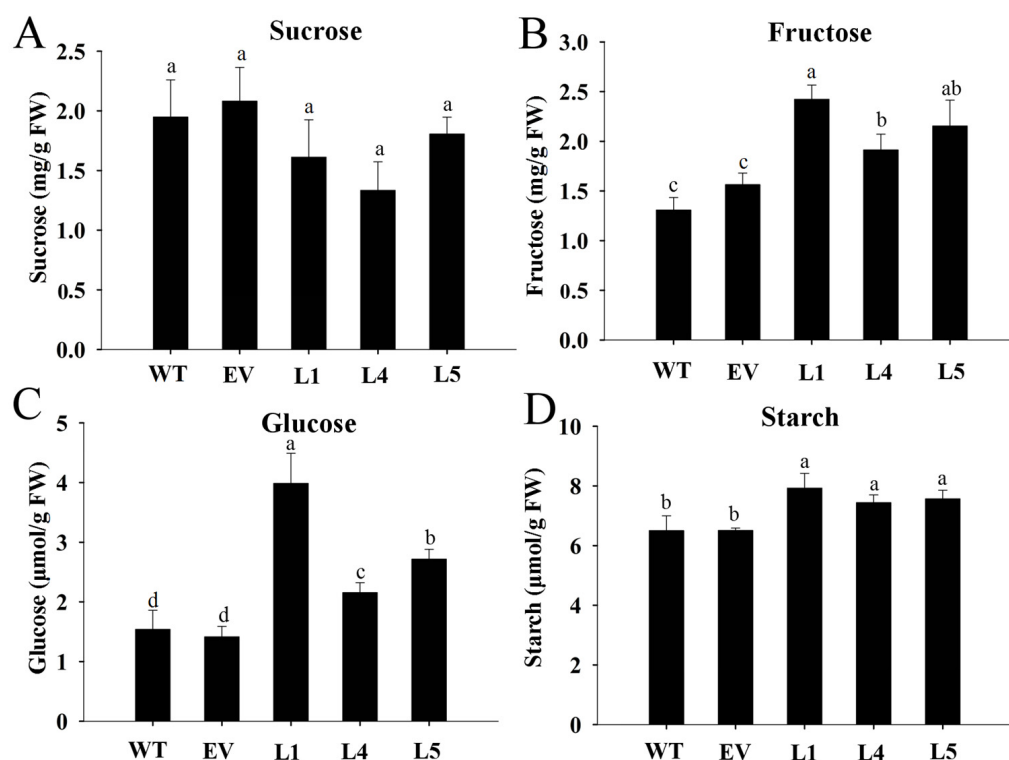 A
Sucrose
Sucrose (mg/g FW)
2.5
2.0
1.5
1.0
0.5
0.0
a
a
a
a
a
WT EV L1 L4 L5
B
Fructose
Fructose (mg/g FW)
3.0
2.5
2.0
1.5
1.0
0.5
0.0
c
c
a
b
ab
WT EV L1 L4 L5
C
Glucose
Glucose (μmol/g FW)
5
4
3
2
1
0
d
d
a
c
b
WT EV L1 L4 L5
D
Starch
Starch (μmol/g FW)
10
8
6
4
2
0
b
b
a
a
a
WT EV L1 L4 L5